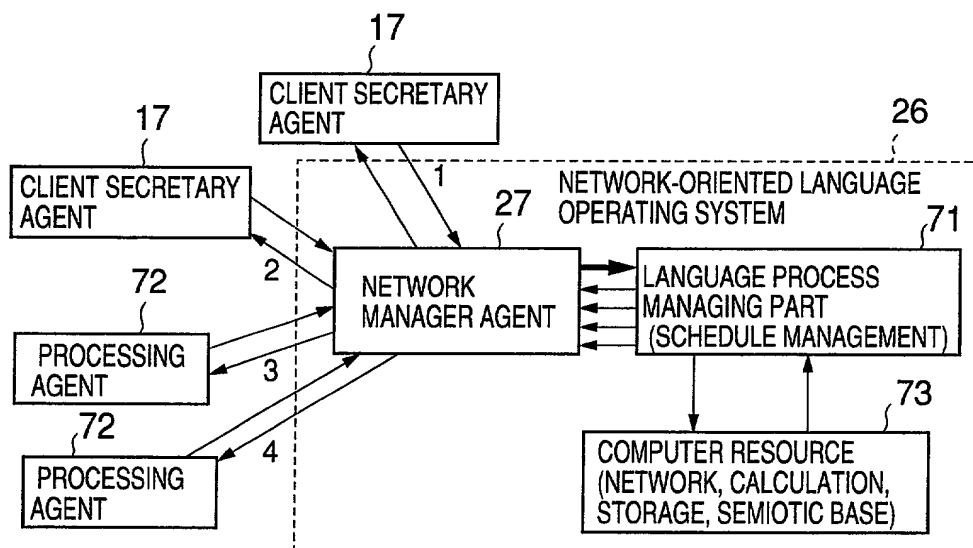 17
CLIENT SECRETARY
AGENT
17
CLIENT SECRETARY
AGENT
26
NETWORK-ORIENTED LANGUAGE
OPERATING SYSTEM
1
2
27
NETWORK
MANAGER AGENT
71
LANGUAGE PROCESS
MANAGING PART
(SCHEDULE MANAGEMENT)
72
PROCESSING
AGENT
3
72
PROCESSING
AGENT
4
73
COMPUTER RESOURCE
(NETWORK, CALCULATION,
STORAGE, SEMIOTIC BASE)